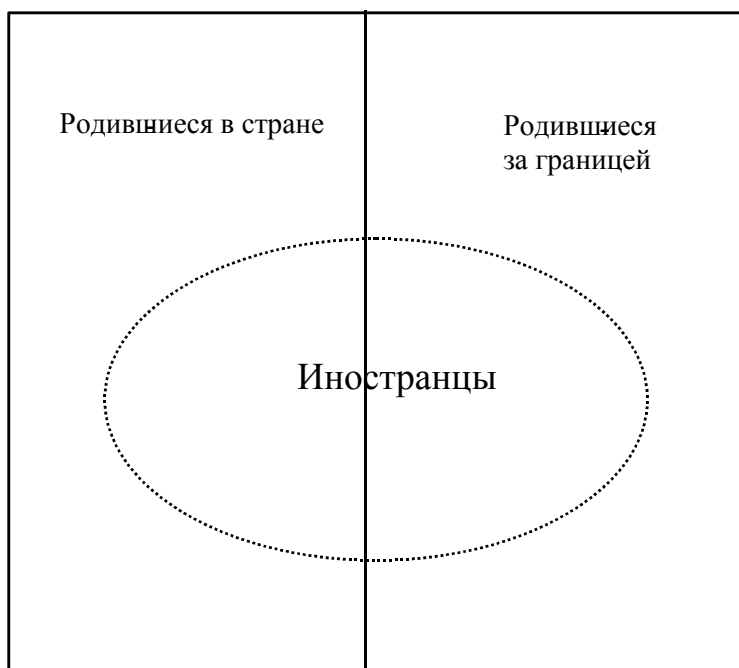 Родившиеся в стране
Родившиеся
за границей
Иностранцы